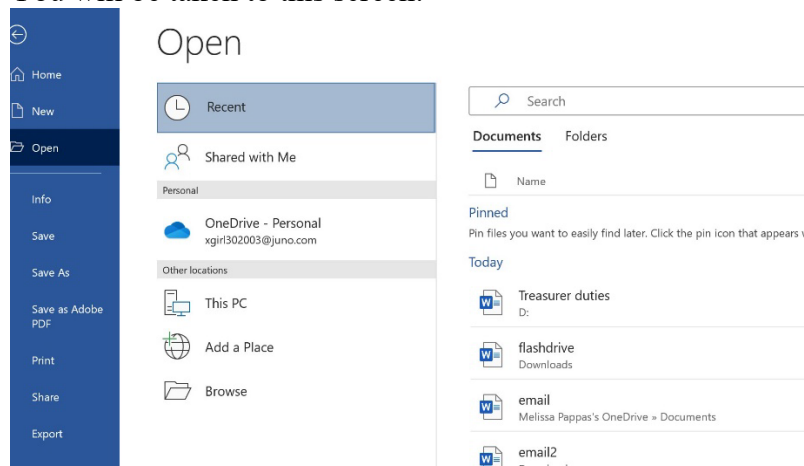 You will be taken to this screen.
Open
Home
New
Open
Info
Save
Save As
Save as Adobe
PDF
Print
Share
Export
Recent
Shared with Me
Personal
OneDrive - Personal
xgirl302003@juno.com
Other locations
This PC
Add a Place
Browse
Search
Documents Folders
Name
Pinned
Pin files you want to easily find later. Click the pin icon that appears
Today
Treasurer duties
D:
flashdrive
Downloads
email
Melissa Pappas's OneDrive » Documents
email2